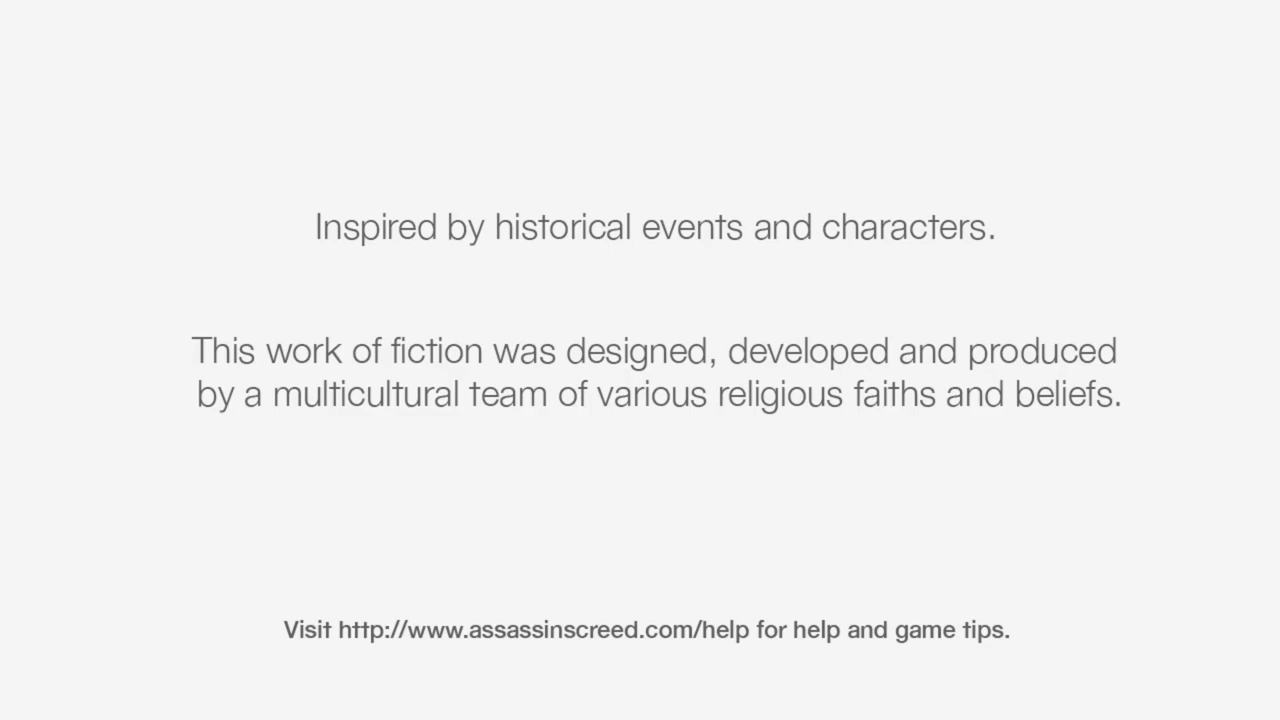 Inspired by historical events and characters.
This work of fiction was designed, developed and produced
by a multicultural team of various religious faiths and beliefs.
Visit http://www.assassinscreed.com/help for help and game tips.